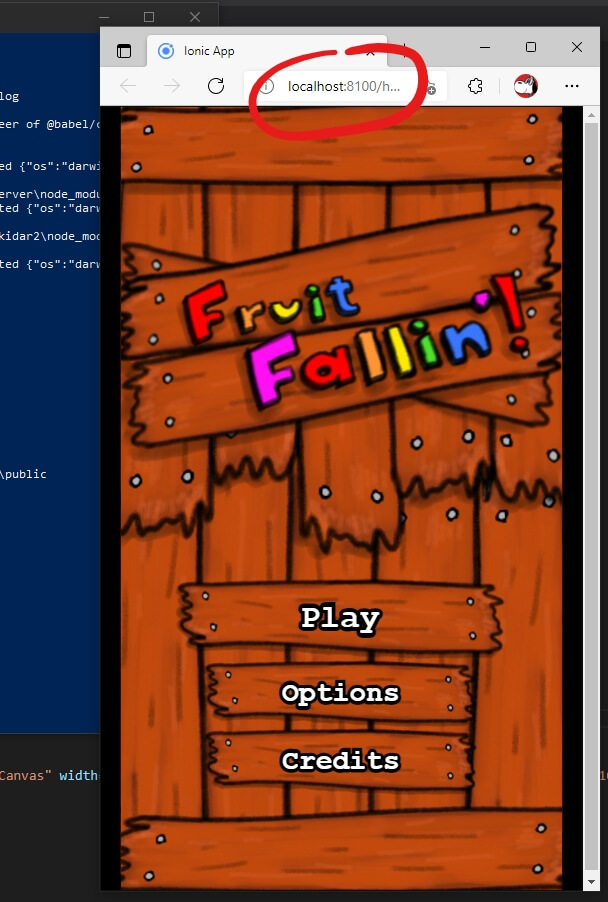 Ionic App
localhost:8100/h...
log
eer of @babel/c
ed {"os":"darwi
erver\node_modu
ted {"os":"darw
kidar2\node_mod
ted {"os":"darw
\public
Fruit
Fallin'!
Play
Options
Credits
Canvas" width=